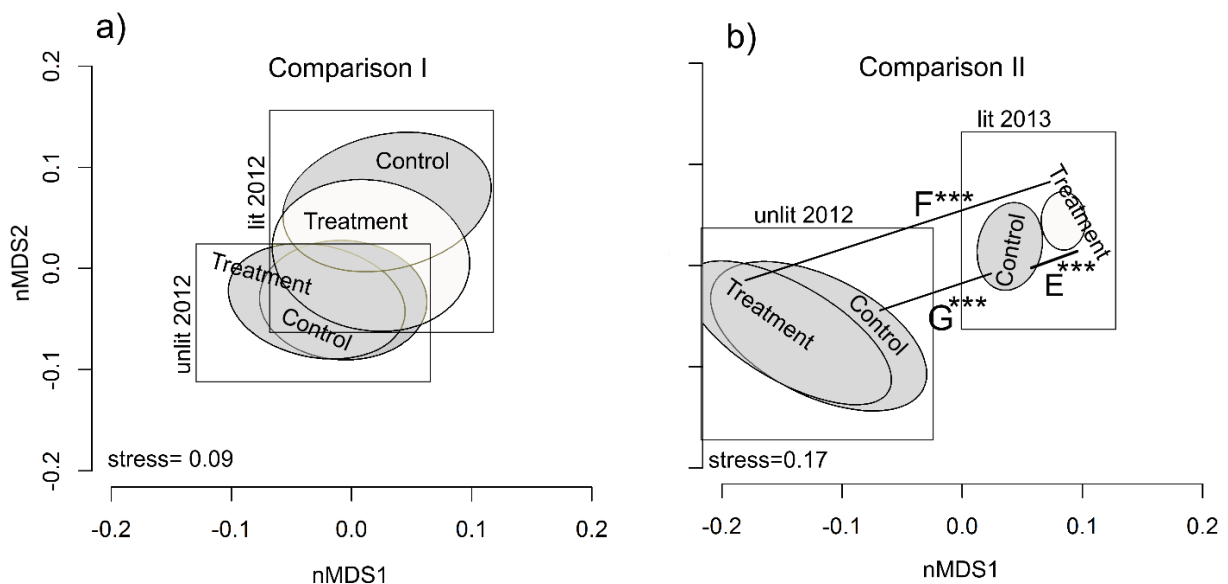 a)
Comparison I
0.2
0.1
0.0
-0.1
-0.2
nMDS2
lit 2012
Control
Treatment
unlit 2012
Treatment
Control
stress= 0.09
-0.2 -0.1 0.0 0.1 0.2
nMDS1
b)
Comparison II
lit 2013
Treatment
F***
unlit 2012
Control
E***
G***
Treatment
Control
stress=0.17
-0.2 -0.1 0.0 0.1 0.2
nMDS1